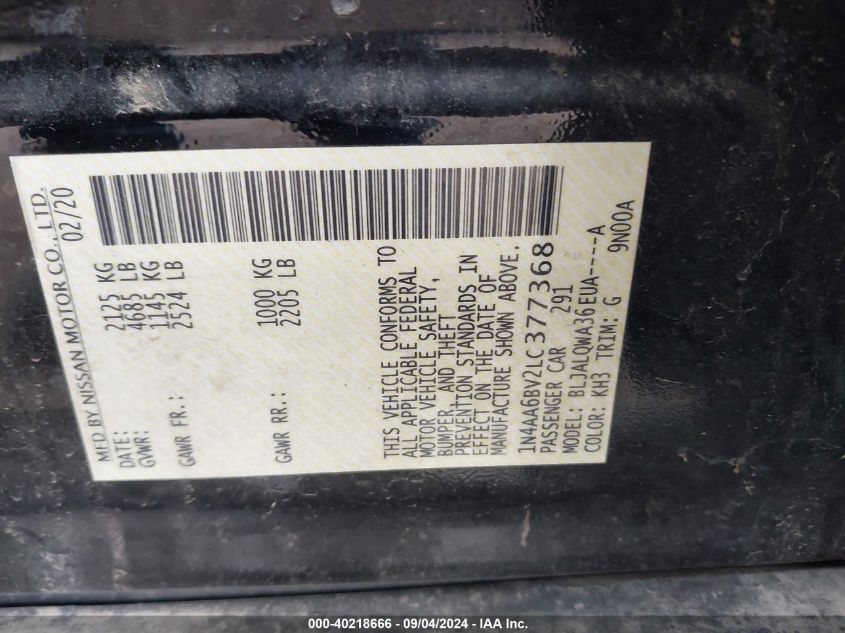 MFD BY NISSAN MOTOR CO., LTD.
DATE: 02/20
GVWR: 2125 KG
4685 LB
GAWR FR.: 1145 KG
2524 LB
GAWR RR.: 1000 KG
2205 LB
THIS VEHICLE CONFORMS TO
ALL APPLICABLE FEDERAL
MOTOR VEHICLE SAFETY,
BUMPER, AND THEFT
PREVENTION STANDARDS IN
EFFECT ON THE DATE OF
MANUFACTURE SHOWN ABOVE.
1N4AA6BV2LC377368
PASSENGER CAR 291
MODEL: BLJALOWA36EUA----A
COLOR: KH3 TRIM: G 9N00A
000-40218666 - 09/04/2024 - IAA Inc.